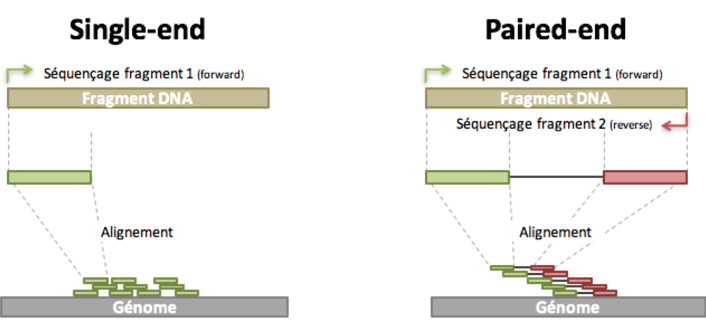 Single-end
Séquençage fragment 1 (forward)
Fragment DNA
Alignement
Génome
Paired-end
Séquençage fragment 1 (forward)
Fragment DNA
Séquençage fragment 2 (reverse)
Alignement
Génome